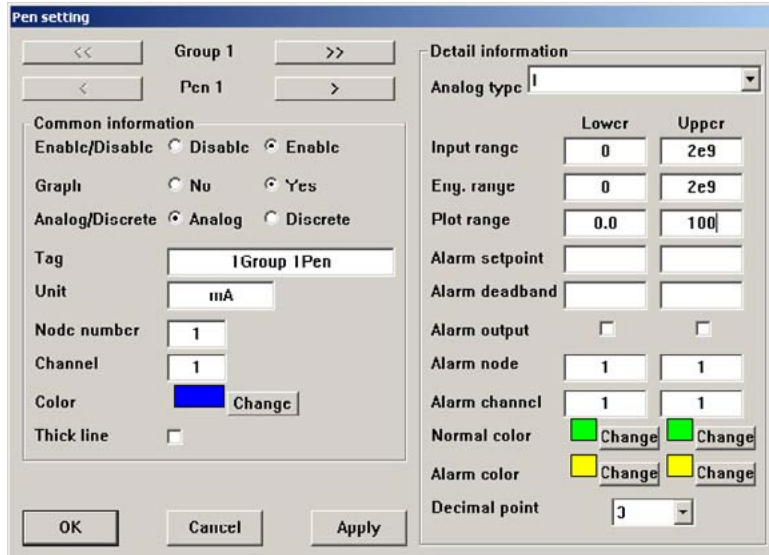 Pen setting
<< Group 1 >>
< Pen 1 >
Common information
Enable/Disable Disable Enable
Graph No Yes
Analog/Discrete Analog Discrete
Tag 1Group 1Pen
Unit mA
Node number 1
Channel 1
Color Change
Thick line
OK Cancel Apply
Detail information
Analog type I
Lower Upper
Input range 0 2e9
Eng. range 0 2e9
Plot range 0.0 100
Alarm setpoint
Alarm deadband
Alarm output
Alarm node 1 1
Alarm channel 1 1
Normal color Change Change
Alarm color Change Change
Decimal point 3